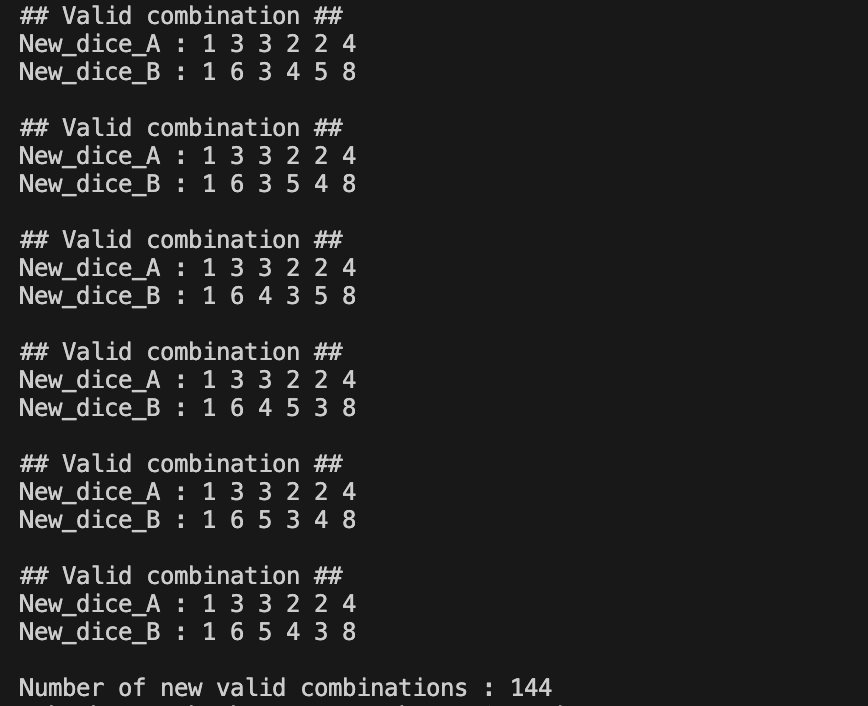 ## Valid combination ##
New_dice_A : 1 3 3 2 2 4
New_dice_B : 1 6 3 4 5 8
## Valid combination ##
New_dice_A : 1 3 3 2 2 4
New_dice_B : 1 6 3 5 4 8
## Valid combination ##
New_dice_A : 1 3 3 2 2 4
New_dice_B : 1 6 4 3 5 8
## Valid combination ##
New_dice_A : 1 3 3 2 2 4
New_dice_B : 1 6 4 5 3 8
## Valid combination ##
New_dice_A : 1 3 3 2 2 4
New_dice_B : 1 6 5 3 4 8
## Valid combination ##
New_dice_A : 1 3 3 2 2 4
New_dice_B : 1 6 5 4 3 8
Number of new valid combinations : 144